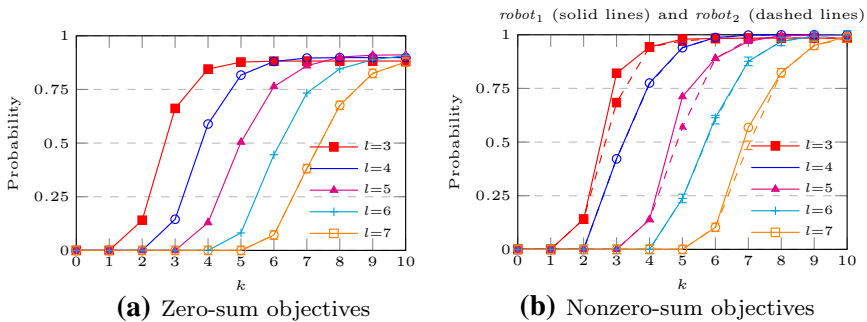 robot1 (solid lines) and robot2 (dashed lines)
Probability
1
0.75
0.5
0.25
0
0 1 2 3 4 5 6 7 8 9 10
k
l=3
l=4
l=5
l=6
l=7
(a) Zero-sum objectives
Probability
1
0.75
0.5
0.25
0
0 1 2 3 4 5 6 7 8 9 10
k
l=3
l=4
l=5
l=6
l=7
(b) Nonzero-sum objectives